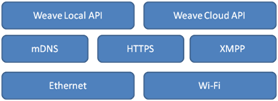 Weave Local API
Weave Cloud API
mDNS
HTTPS
XMPP
Ethernet
Wi-Fi